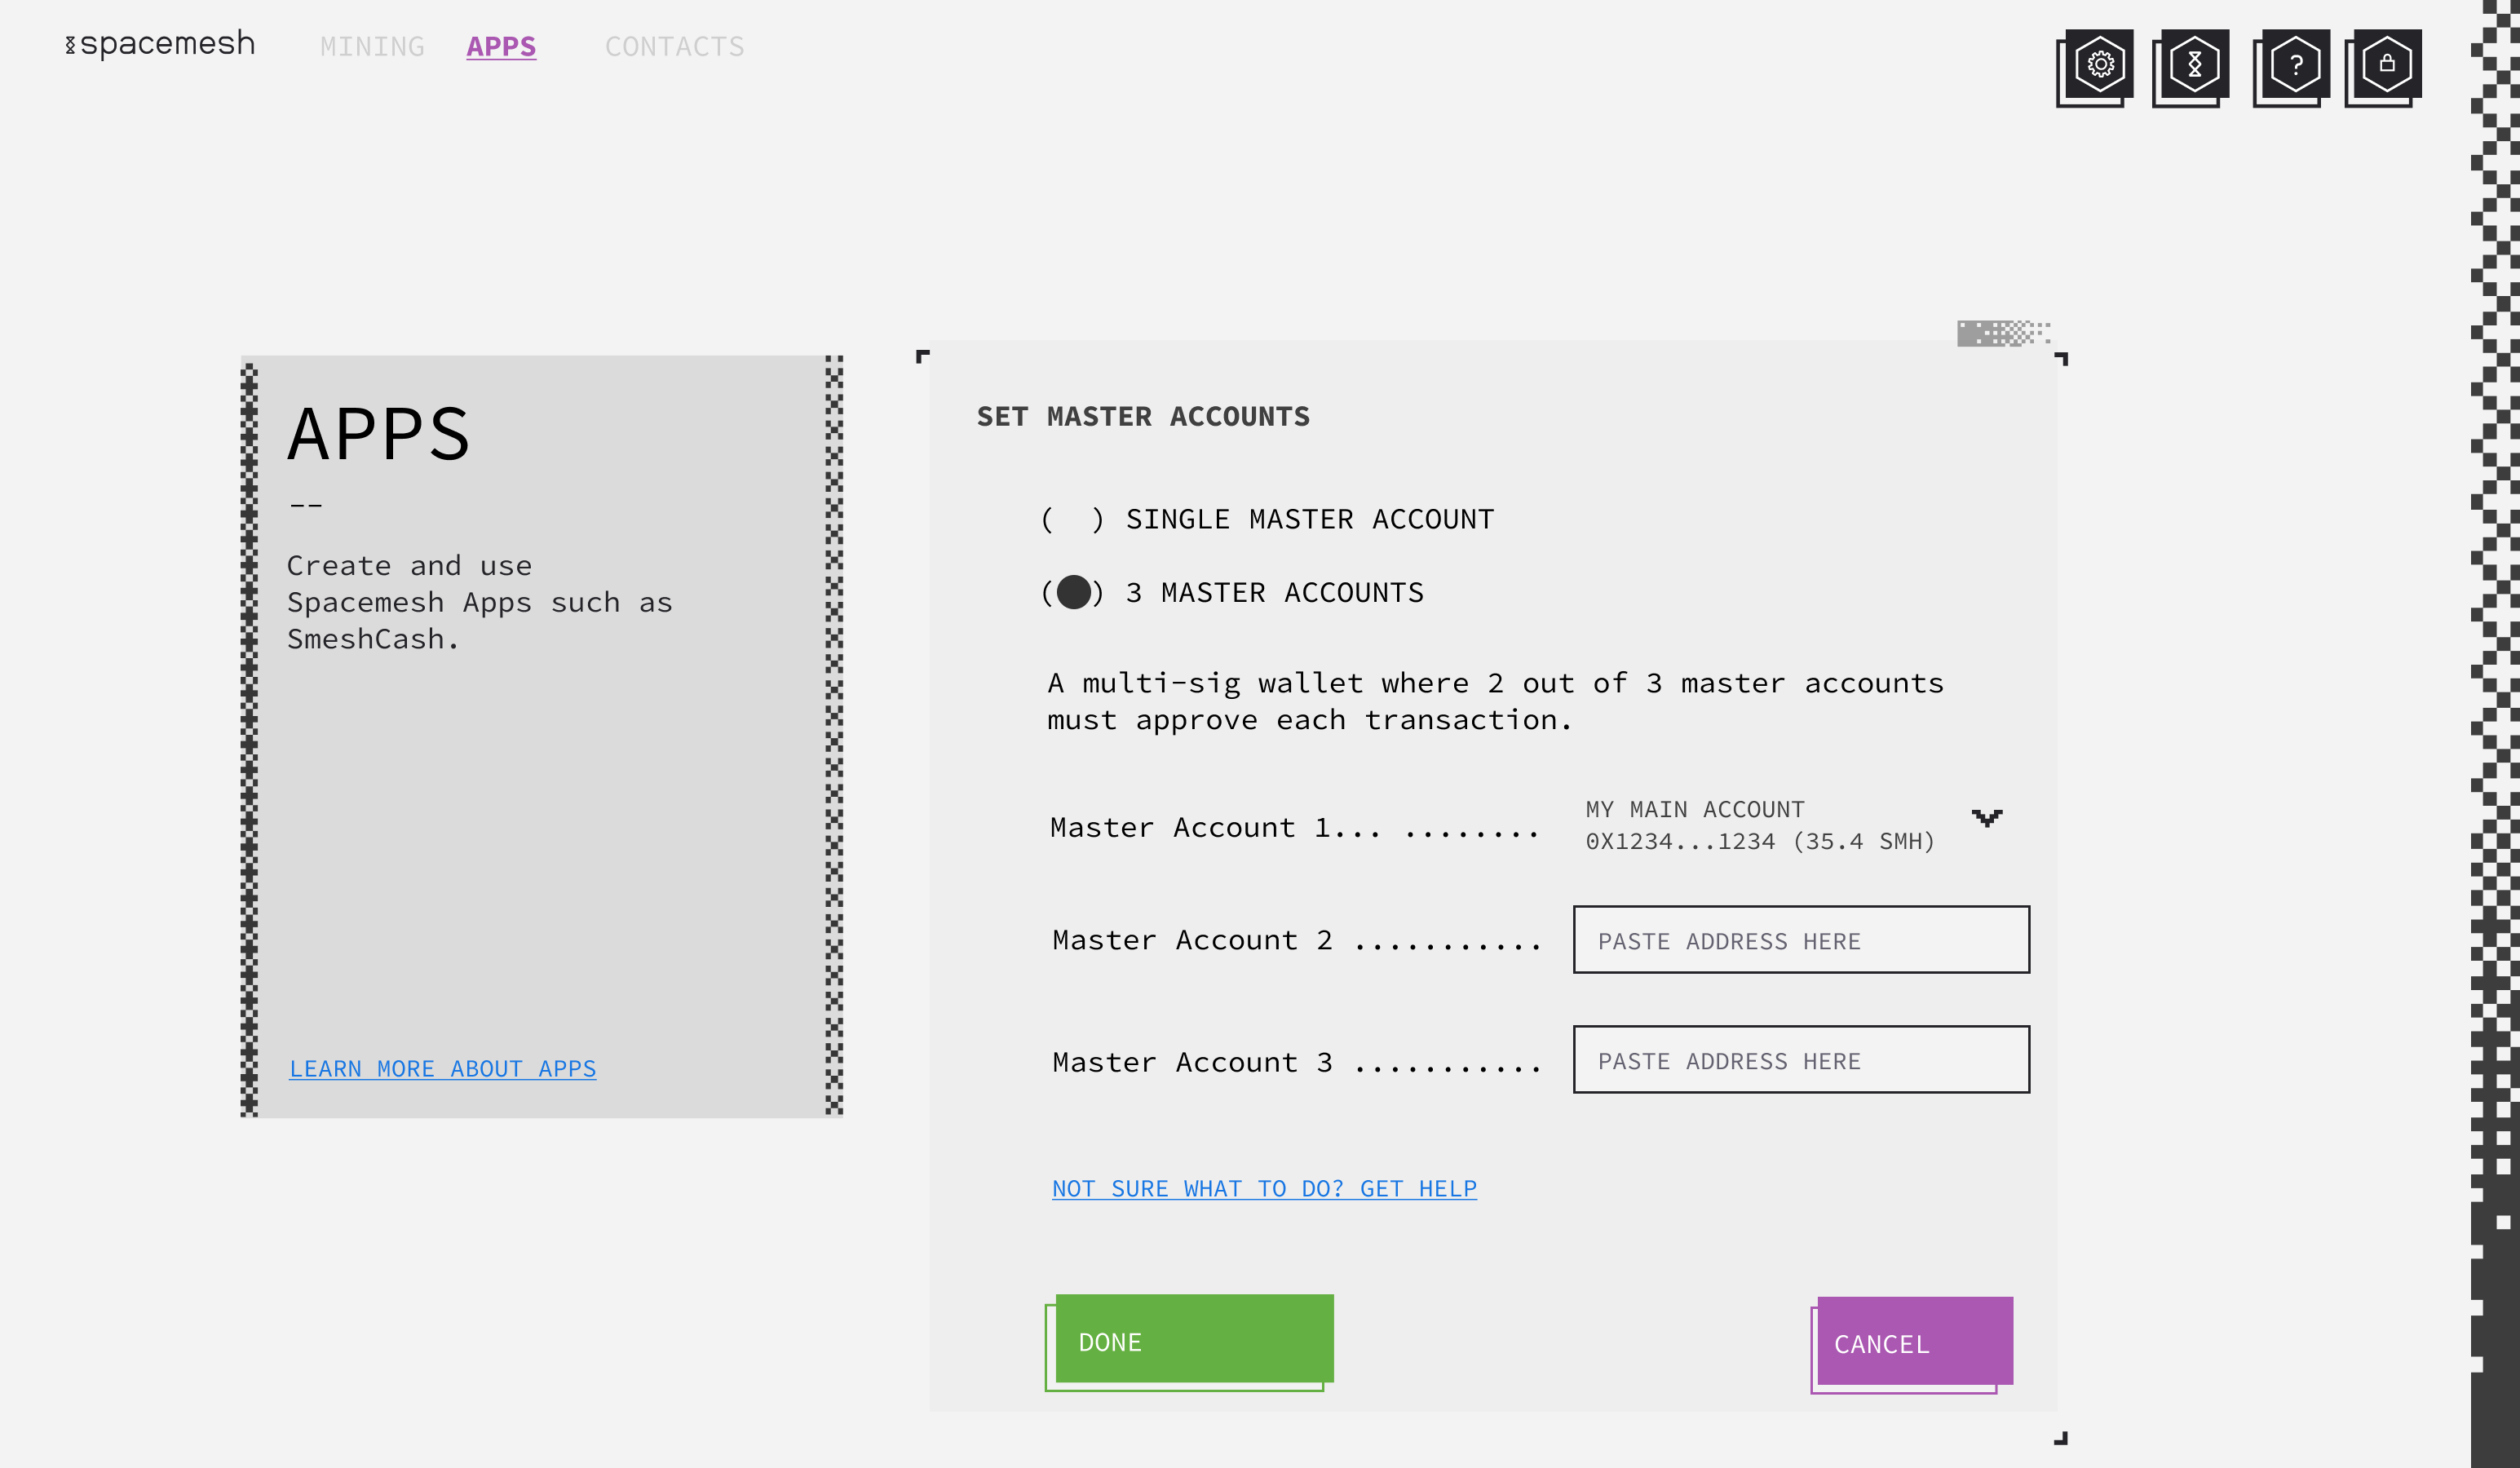 spacemesh
MINING APPS CONTACTS
?
APPS
--
Create and use
Spacemesh Apps such as
SmeshCash.
LEARN MORE ABOUT APPS
SET MASTER ACCOUNTS
( ) SINGLE MASTER ACCOUNT
(●) 3 MASTER ACCOUNTS
A multi-sig wallet where 2 out of 3 master accounts
must approve each transaction.
Master Account 1... ........
MY MAIN ACCOUNT
0X1234...1234 (35.4 SMH)
Master Account 2 ........... PASTE ADDRESS HERE
Master Account 3 ........... PASTE ADDRESS HERE
NOT SURE WHAT TO DO? GET HELP
DONE
CANCEL